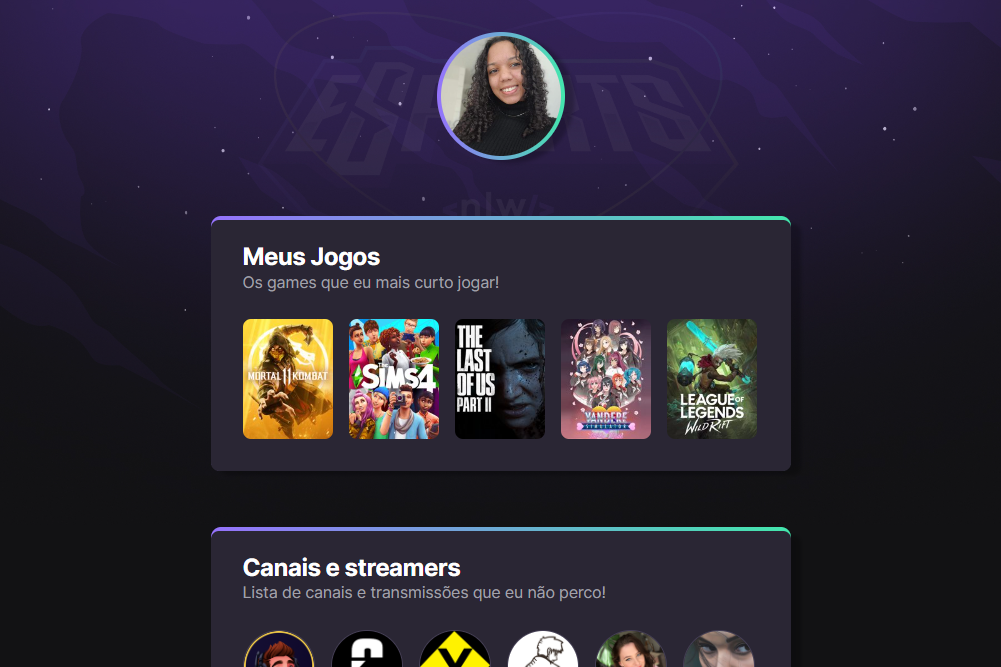 eSPORTS
<nlw/>
Meus Jogos
Os games que eu mais curto jogar!
MORTAL 11 KOMBAT
THE SIMS 4
THE LAST OF US PART II
YANDERE SIMULATOR
LEAGUE OF LEGENDS WILD RIFT
Canais e streamers
Lista de canais e transmissões que eu não perco!